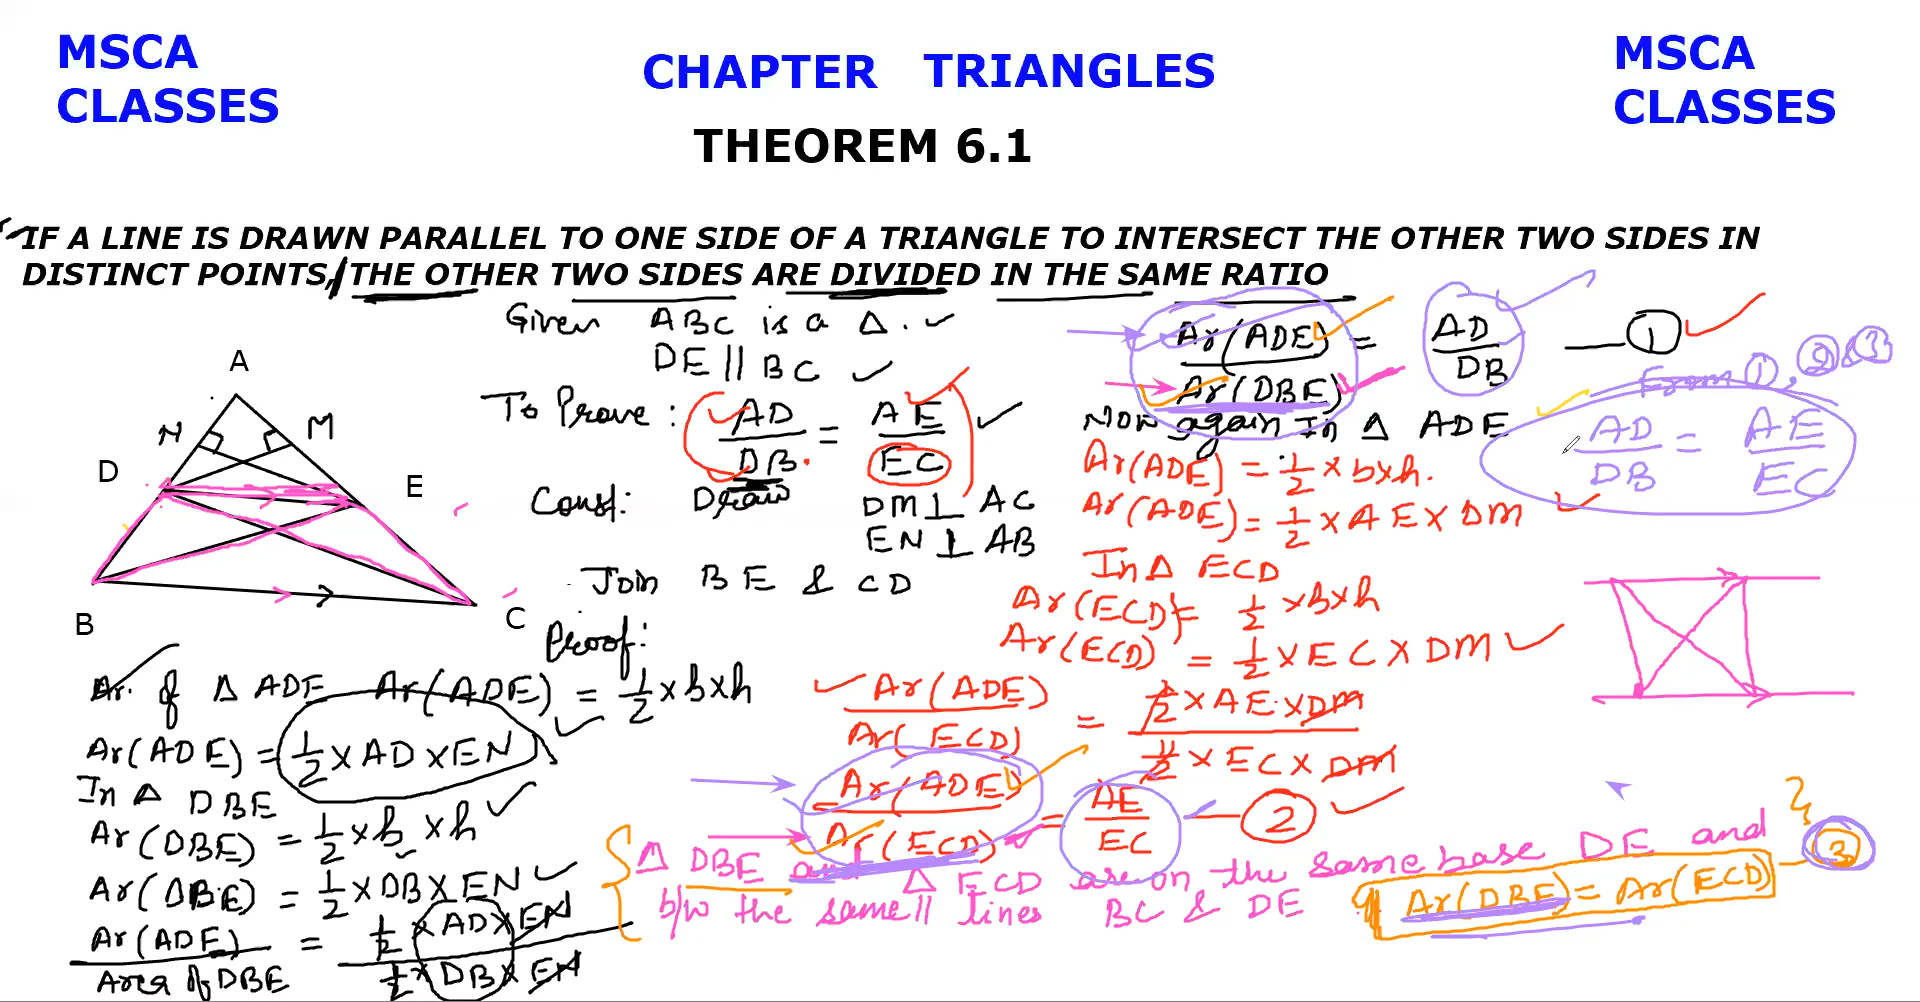 MSCA
CLASSES
CHAPTER TRIANGLES
MSCA
CLASSES
THEOREM 6.1
IF A LINE IS DRAWN PARALLEL TO ONE SIDE OF A TRIANGLE TO INTERSECT THE OTHER TWO SIDES IN
DISTINCT POINTS, THE OTHER TWO SIDES ARE DIVIDED IN THE SAME RATIO
A
N
M
D
E
B
C
Given ABC is a Δ.
DE || BC
To Prove : AD/DB = AE/EC
Const: Draw DM ⊥ AC
EN ⊥ AB
Join BE & CD
Proof:
Ar. of Δ ADE Ar(ADE) = 1/2 × b × h
Ar(ADE) = 1/2 × AD × EN
In Δ DBE
Ar(DBE) = 1/2 × b × h
Ar(DBE) = 1/2 × DB × EN
Ar(ADE)/Area of DBE = 1/2 × AD × EN / 1/2 × DB × EN
Ar(ADE)/Ar(DBE) = AD/DB — 1
Now again In Δ ADE
Ar(ADE) = 1/2 × b × h.
Ar(ADE) = 1/2 × AE × DM
In Δ ECD
Ar(ECD) = 1/2 × b × h
Ar(ECD) = 1/2 × EC × DM
Ar(ADE)/Ar(ECD) = 1/2 × AE × DM / 1/2 × EC × DM
Ar(ADE)/Ar(ECD) = AE/EC — 2
Δ DBE and Δ ECD are on the same base DE and
b/w the same || lines BC & DE
Ar(DBE) = Ar(ECD) — 3
From 1, 2, 3
AD/DB = AE/EC